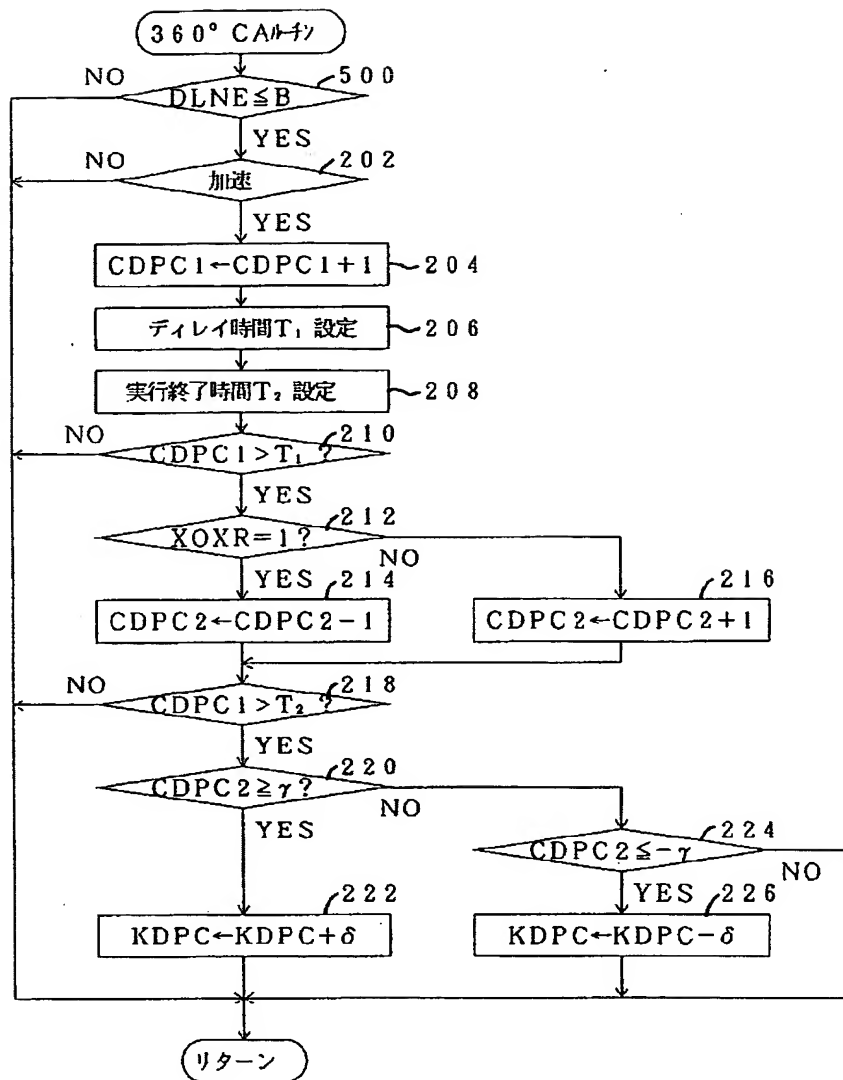 360° CAルーチン
500
NO
DLNE≦B
YES
202
NO
加速
YES
CDPC1←CDPC1+1
204
ディレイ時間T₁ 設定
206
実行終了時間T₂ 設定
208
210
NO
CDPC1>T₁ ?
YES
212
XOXR=1?
NO
YES
214
216
CDPC2←CDPC2-1
CDPC2←CDPC2+1
218
NO
CDPC1>T₂ ?
YES
220
CDPC2≧γ?
NO
YES
224
CDPC2≦-γ
NO
YES
222
226
KDPC←KDPC+δ
KDPC←KDPC-δ
リターン